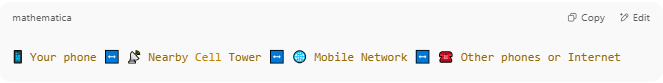 mathematica Copy Edit
📱 Your phone ↔️ 📡 Nearby Cell Tower ↔️ 🌐 Mobile Network ↔️ ☎️ Other phones or Internet